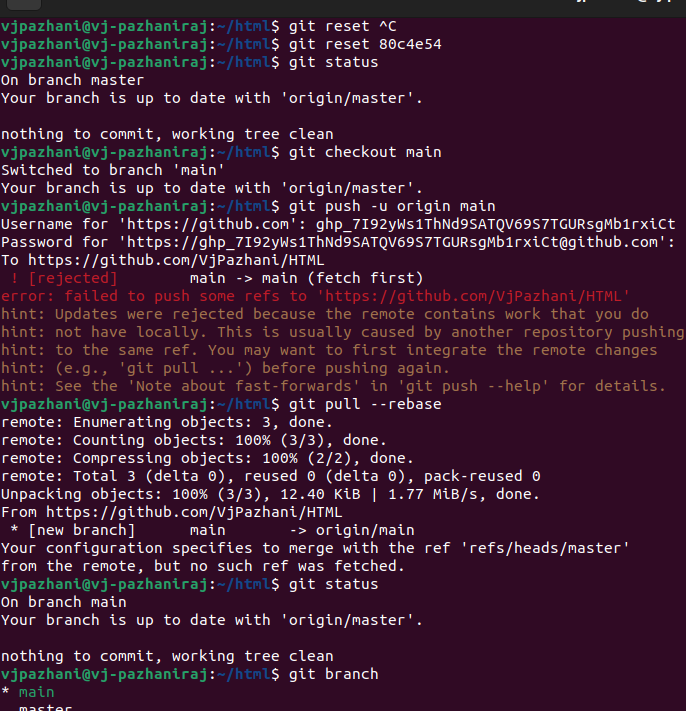 vjpazhani@vj-pazhaniraj:~/html$ git reset ^C
vjpazhani@vj-pazhaniraj:~/html$ git reset 80c4e54
vjpazhani@vj-pazhaniraj:~/html$ git status
On branch master
Your branch is up to date with 'origin/master'.
nothing to commit, working tree clean
vjpazhani@vj-pazhaniraj:~/html$ git checkout main
Switched to branch 'main'
Your branch is up to date with 'origin/master'.
vjpazhani@vj-pazhaniraj:~/html$ git push -u origin main
Username for 'https://github.com': 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
Password for 'https://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@github.com':
To https://github.com/VjPazhani/HTML
 ! [rejected]        main -> main (fetch first)
error: failed to push some refs to 'https://github.com/VjPazhani/HTML'
hint: Updates were rejected because the remote contains work that you do
hint: not have locally. This is usually caused by another repository pushing
hint: to the same ref. You may want to first integrate the remote changes
hint: (e.g., 'git pull ...') before pushing again.
hint: See the 'Note about fast-forwards' in 'git push --help' for details.
vjpazhani@vj-pazhaniraj:~/html$ git pull --rebase
remote: Enumerating objects: 3, done.
remote: Counting objects: 100% (3/3), done.
remote: Compressing objects: 100% (2/2), done.
remote: Total 3 (delta 0), reused 0 (delta 0), pack-reused 0
Unpacking objects: 100% (3/3), 12.40 KiB | 1.77 MiB/s, done.
From https://github.com/VjPazhani/HTML
 * [new branch]      main       -> origin/main
Your configuration specifies to merge with the ref 'refs/heads/master'
from the remote, but no such ref was fetched.
vjpazhani@vj-pazhaniraj:~/html$ git status
On branch main
Your branch is up to date with 'origin/master'.
nothing to commit, working tree clean
vjpazhani@vj-pazhaniraj:~/html$ git branch
* main
  master